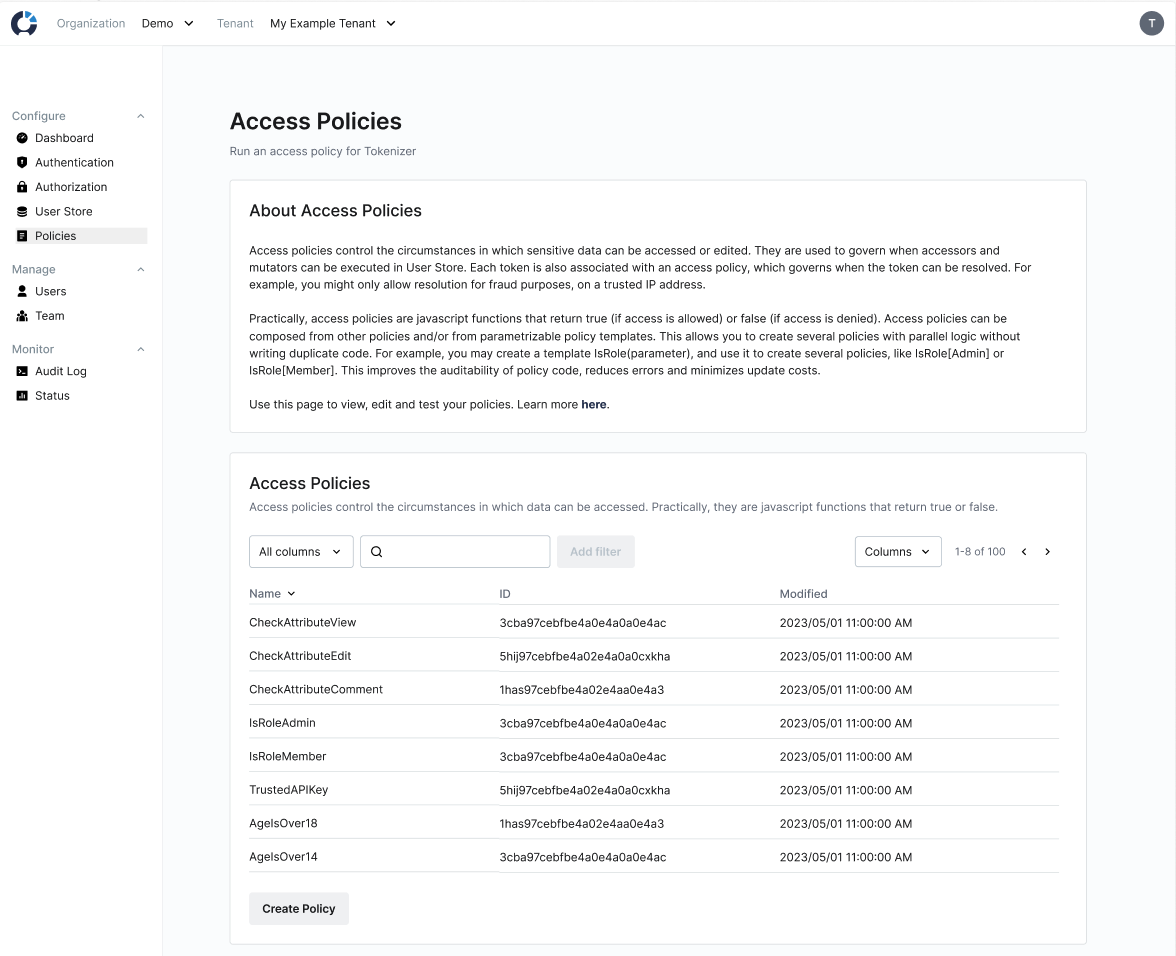 Organization Demo Tenant My Example Tenant T
Configure
Dashboard
Authentication
Authorization
User Store
Policies
Manage
Users
Team
Monitor
Audit Log
Status
Access Policies
Run an access policy for Tokenizer
About Access Policies
Access policies control the circumstances in which sensitive data can be accessed or edited. They are used to govern when accessors and
mutators can be executed in User Store. Each token is also associated with an access policy, which governs when the token can be resolved. For
example, you might only allow resolution for fraud purposes, on a trusted IP address.
Practically, access policies are javascript functions that return true (if access is allowed) or false (if access is denied). Access policies can be
composed from other policies and/or from parametrizable policy templates. This allows you to create several policies with parallel logic without
writing duplicate code. For example, you may create a template IsRole(parameter), and use it to create several policies, like IsRole[Admin] or
IsRole[Member]. This improves the auditability of policy code, reduces errors and minimizes update costs.
Use this page to view, edit and test your policies. Learn more here.
Access Policies
Access policies control the circumstances in which data can be accessed. Practically, they are javascript functions that return true or false.
All columns Add filter Columns 1-8 of 100
Name ID Modified
CheckAttributeView 3cba97cebfbe4a0e4a0a0e4ac 2023/05/01 11:00:00 AM
CheckAttributeEdit 5hij97cebfbe4a02e4a0a0cxkha 2023/05/01 11:00:00 AM
CheckAttributeComment 1has97cebfbe4a02e4aa0e4a3 2023/05/01 11:00:00 AM
IsRoleAdmin 3cba97cebfbe4a0e4a0e4e4ac 2023/05/01 11:00:00 AM
IsRoleMember 3cba97cebfbe4a0e4a0a0e4ac 2023/05/01 11:00:00 AM
TrustedAPIKey 5hij97cebfbe4a02e4a0a0cxkha 2023/05/01 11:00:00 AM
AgeIsOver18 1has97cebfbe4a02e4aa0e4a3 2023/05/01 11:00:00 AM
AgeIsOver14 3cba97cebfbe4a0e4a0e4e4ac 2023/05/01 11:00:00 AM
Create Policy